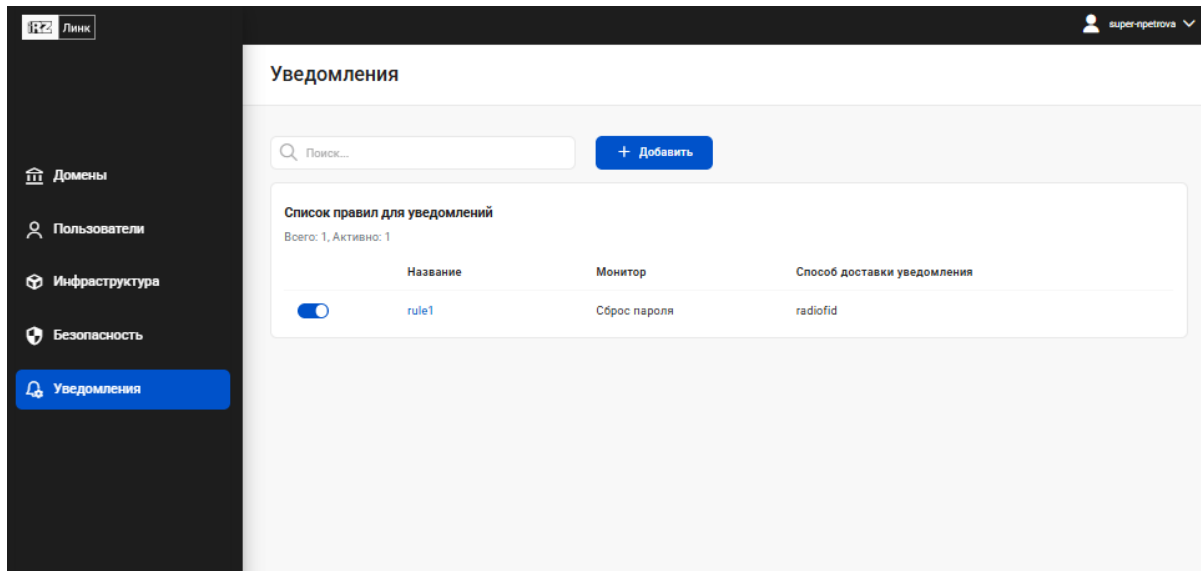 iRZ Линк
super-npetrova
Уведомления
Поиск...
+ Добавить
Домены
Пользователи
Инфраструктура
Безопасность
Уведомления
Список правил для уведомлений
Всего: 1, Активно: 1
Название Монитор Способ доставки уведомления
rule1 Сброс пароля radiofid